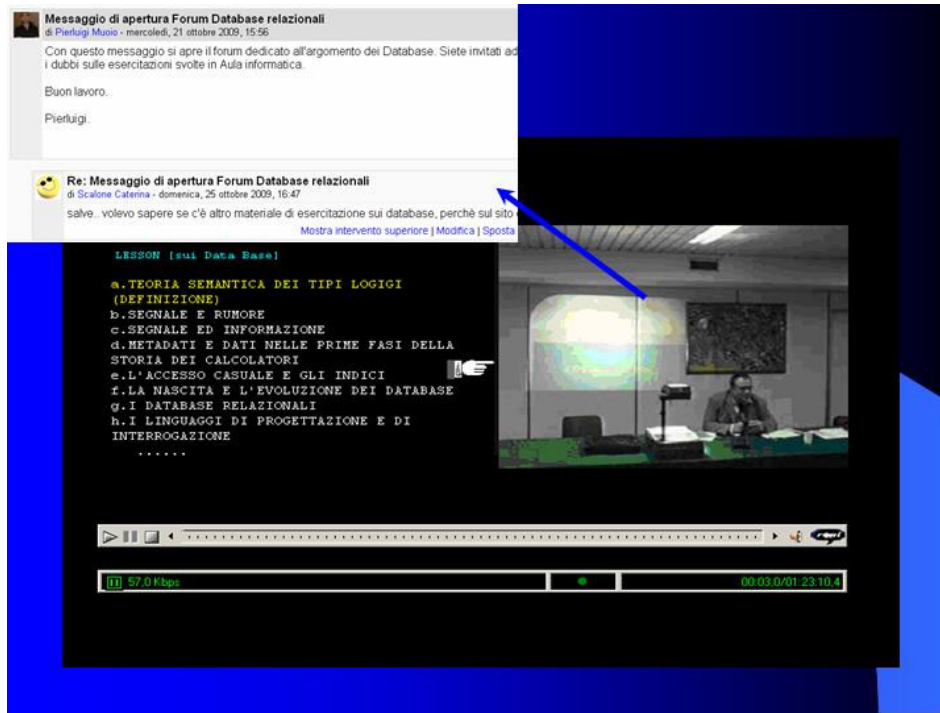 Messaggio di apertura Forum Database relazionali
di Pierluigi Muoio - mercoledì, 21 ottobre 2009, 15:56
Con questo messaggio si apre il forum dedicato all'argomento dei Database. Siete invitati ad
i dubbi sulle esercitazioni svolte in Aula informatica.
Buon lavoro.
Pierluigi.
Re: Messaggio di apertura Forum Database relazionali
di Scalone Caterina - domenica, 25 ottobre 2009, 16:47
salve.. volevo sapere se c'è altro materiale di esercitazione sui database, perchè sul sito
Mostra intervento superiore | Modifica | Sposta
LESSON [sui Data Base]
a.TEORIA SEMANTICA DEI TIPI LOGIGI
(DEFINIZIONE)
b.SEGNALE E RUMORE
c.SEGNALE ED INFORMAZIONE
d.METADATI E DATI NELLE PRIME FASI DELLA
STORIA DEI CALCOLATORI
e.L'ACCESSO CASUALE E GLI INDICI
f.LA NASCITA E L'EVOLUZIONE DEI DATABASE
g.I DATABASE RELAZIONALI
h.I LINGUAGGI DI PROGETTAZIONE E DI
INTERROGAZIONE
......
real
57,0 Kbps
00:03,0/01:23:10,4